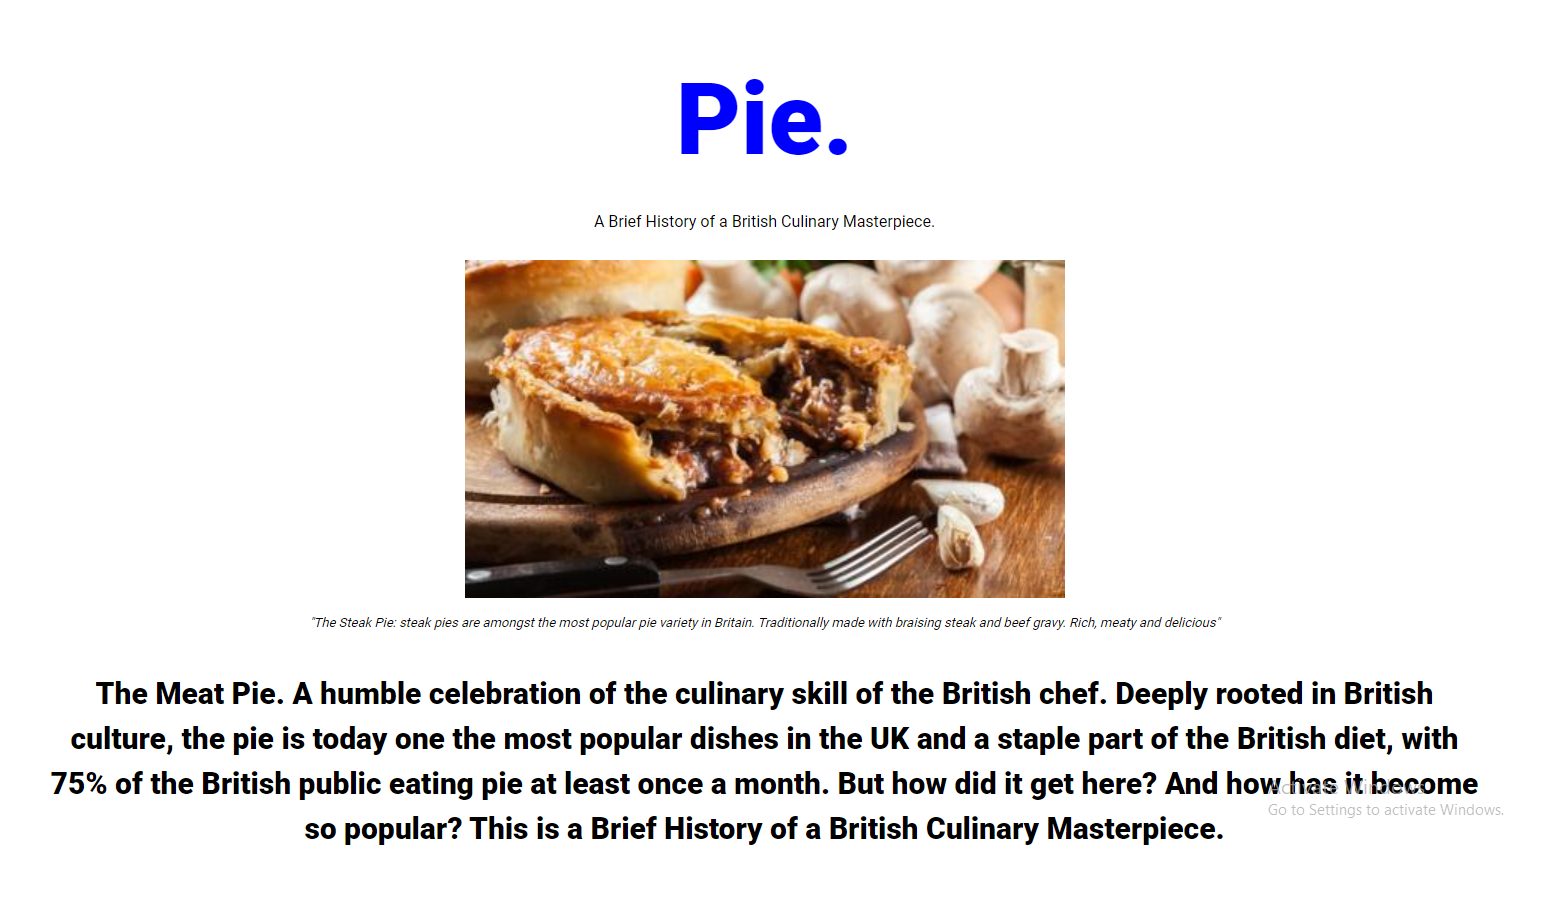 Pie.
A Brief History of a British Culinary Masterpiece.
"The Steak Pie: steak pies are amongst the most popular pie variety in Britain. Traditionally made with braising steak and beef gravy. Rich, meaty and delicious"
The Meat Pie. A humble celebration of the culinary skill of the British chef. Deeply rooted in British
culture, the pie is today one the most popular dishes in the UK and a staple part of the British diet, with
75% of the British public eating pie at least once a month. But how did it get here? And how has it become
so popular? This is a Brief History of a British Culinary Masterpiece.
Activate Windows
Go to Settings to activate Windows.